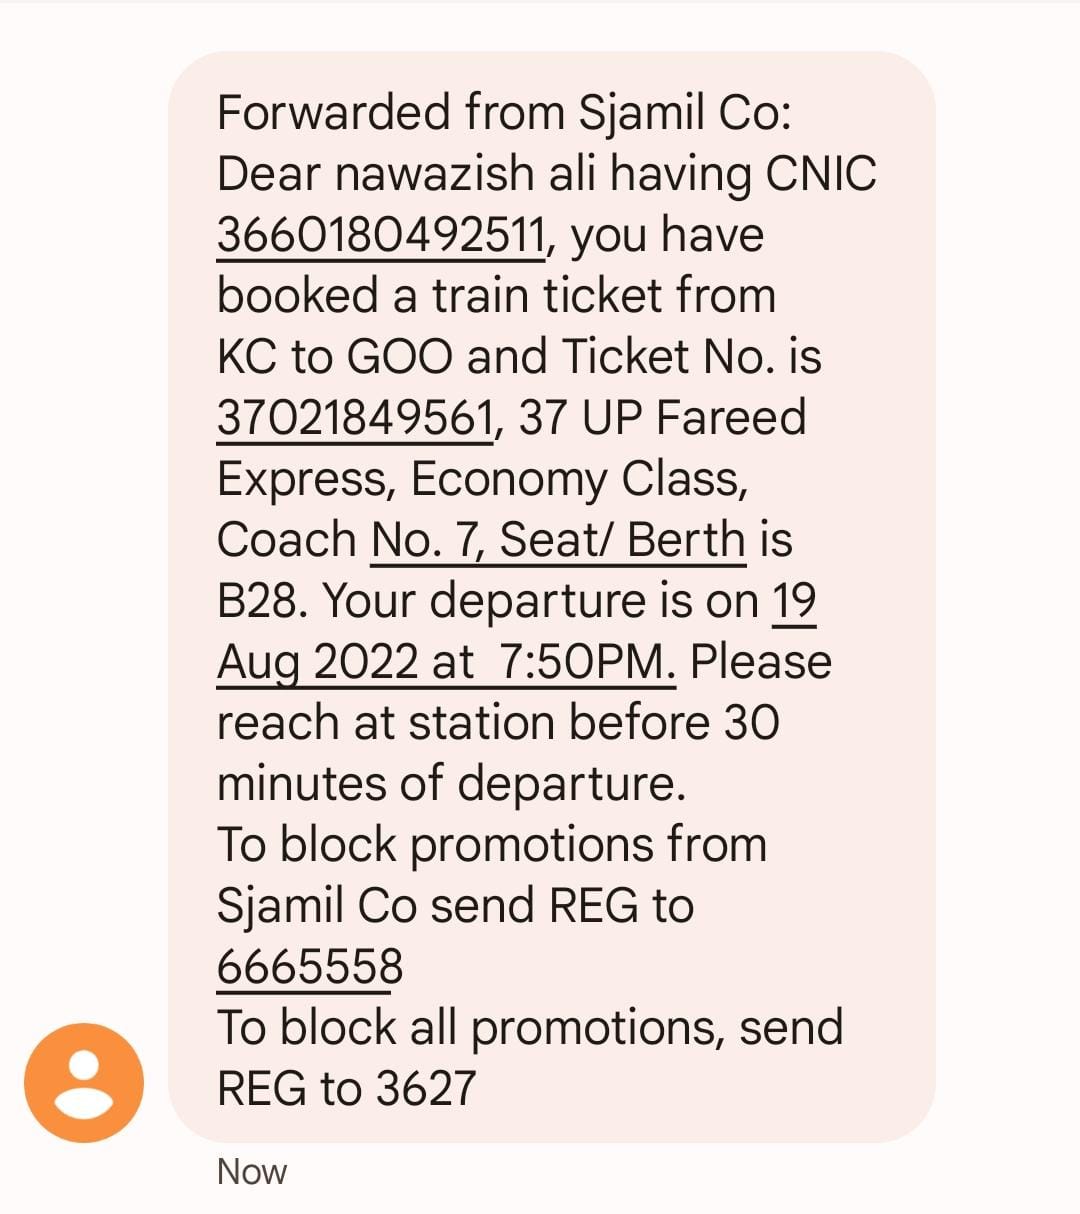 Forwarded from Sjamil Co:
Dear nawazish ali having CNIC
3660180492511, you have
booked a train ticket from
KC to GOO and Ticket No. is
37021849561, 37 UP Fareed
Express, Economy Class,
Coach No. 7, Seat/ Berth is
B28. Your departure is on 19
Aug 2022 at  7:50PM. Please
reach at station before 30
minutes of departure.
To block promotions from
Sjamil Co send REG to
6665558
To block all promotions, send
REG to 3627
Now